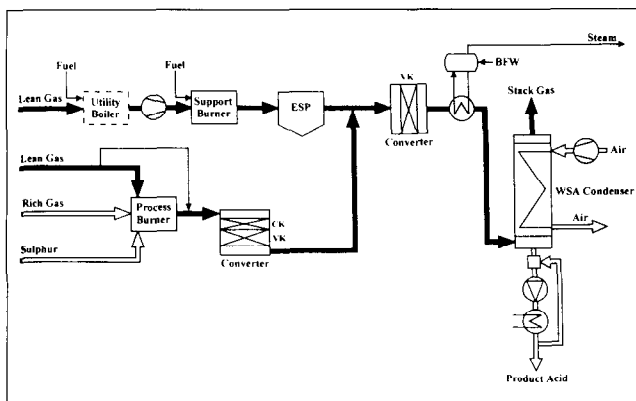 Steam
Fuel
Fuel
VK
BFW
Lean Gas
Utility
Boiler
Support
Burner
ESP
Stack Gas
Converter
Air
Lean Gas
WSA Condenser
Rich Gas
Process
Burner
CK
VK
Air
Sulphur
Converter
Product Acid